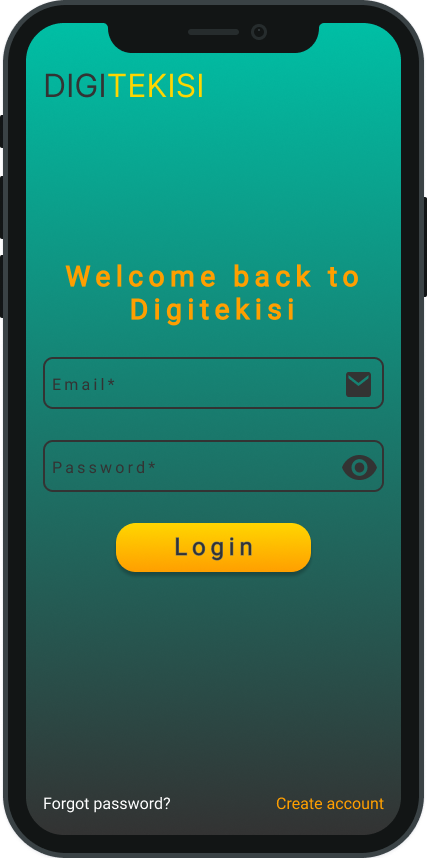 DIGITEKISI
Welcome back to
Digitekisi
Email*
Password*
Login
Forgot password?
Create account